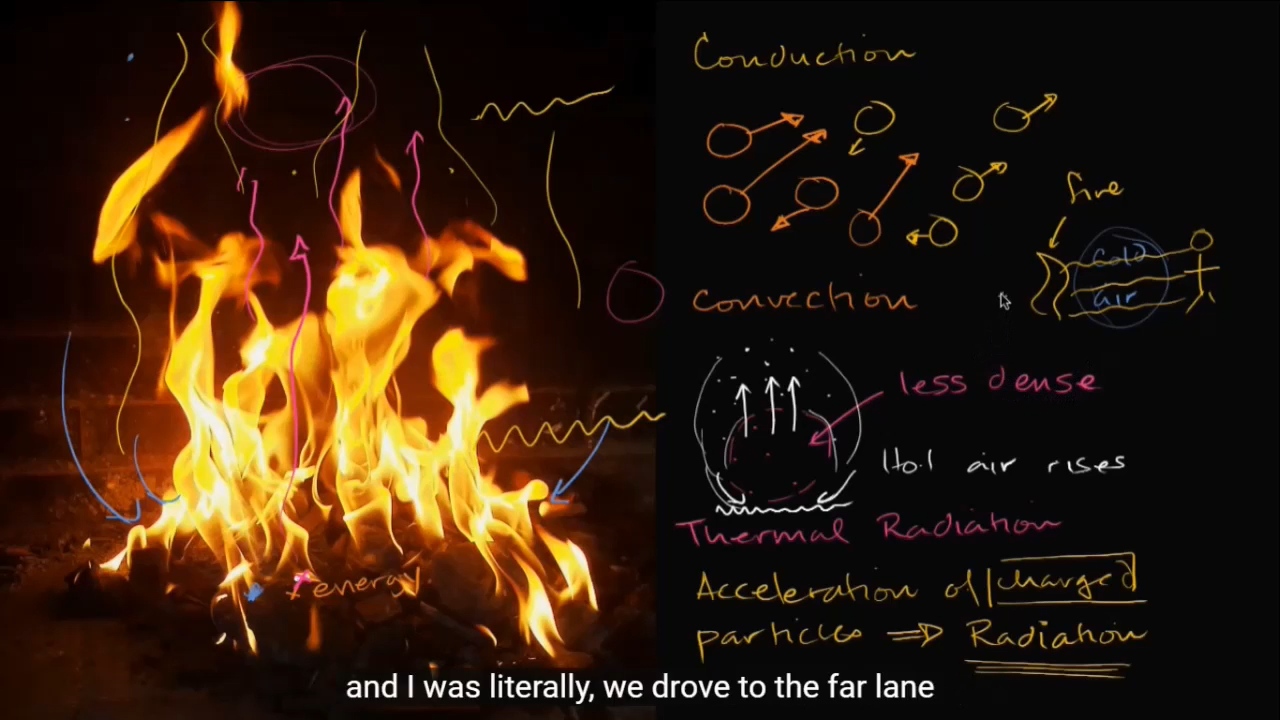 Conduction
fire
cold
air
Convection
less dense
Hot air rises
Thermal Radiation
Acceleration of charged
particles => Radiation
↑energy
and I was literally, we drove to the far lane